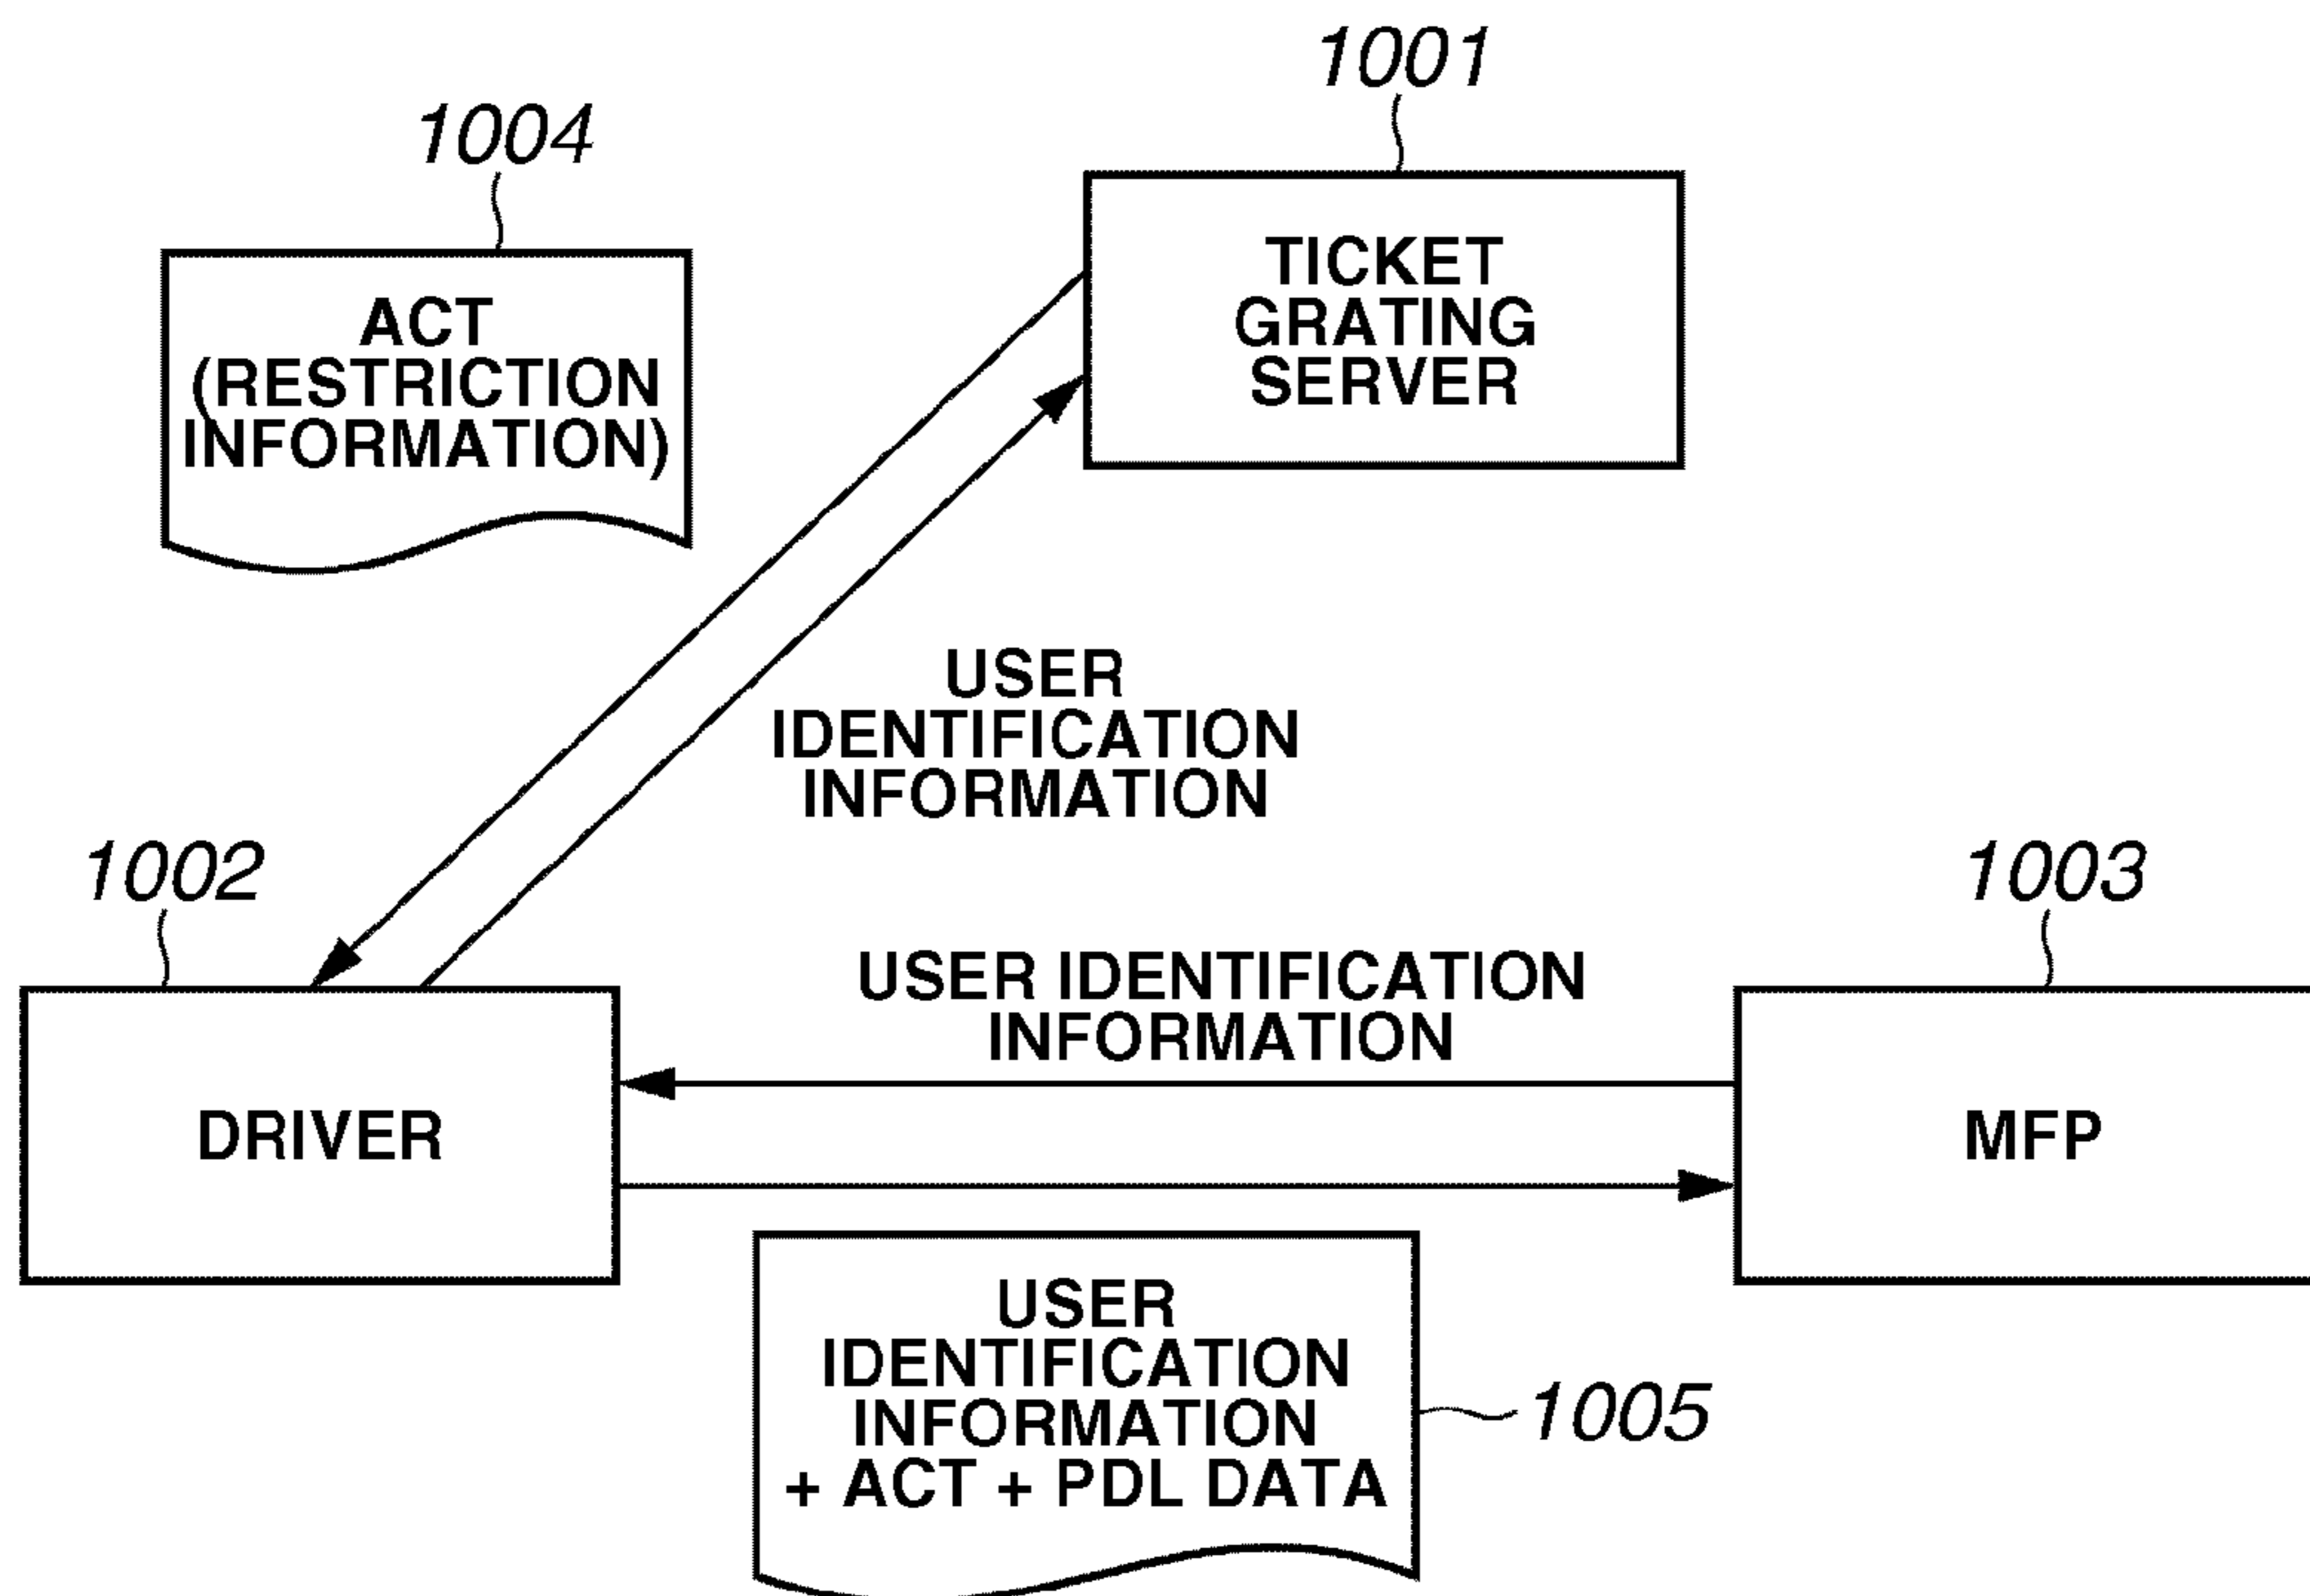 1001
1004
TICKET
GRATING
SERVER
ACT
(RESTRICTION
INFORMATION)
USER
IDENTIFICATION
INFORMATION
1002
1003
USER IDENTIFICATION
INFORMATION
DRIVER
MFP
USER
IDENTIFICATION
INFORMATION
+ ACT + PDL DATA
1005